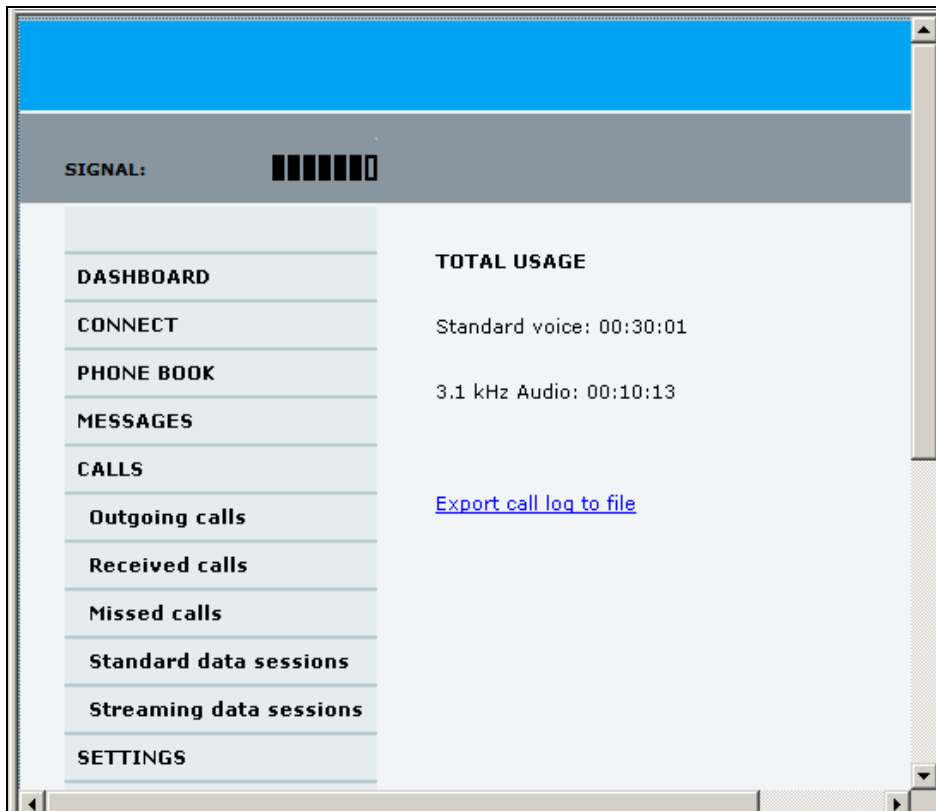 SIGNAL:
DASHBOARD
CONNECT
PHONE BOOK
MESSAGES
CALLS
Outgoing calls
Received calls
Missed calls
Standard data sessions
Streaming data sessions
SETTINGS
TOTAL USAGE
Standard voice: 00:30:01
3.1 kHz Audio: 00:10:13
Export call log to file